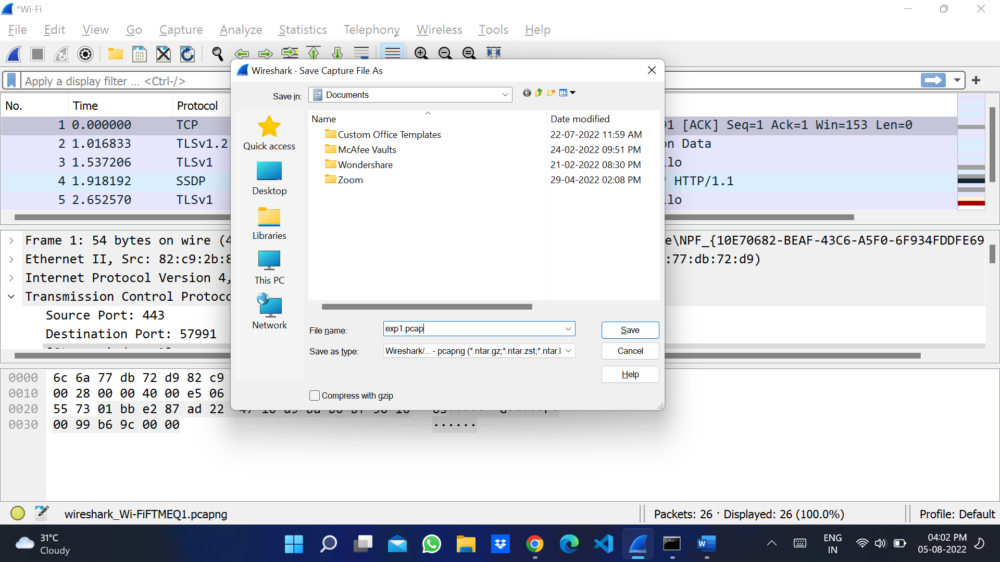 *Wi-Fi
File Edit View Go Capture Analyze Statistics Telephony Wireless Tools Help
Apply a display filter ... <Ctrl-/>
No. Time Protocol
1 0.000000 TCP [ACK] Seq=1 Ack=1 Win=153 Len=0
2 1.016833 TLSv1.2 Data
3 1.537206 TLSv1
4 1.918192 SSDP HTTP/1.1
5 2.652570 TLSv1
Wireshark · Save Capture File As
Save in: Documents
Quick access
Desktop
Libraries
This PC
Network
Name Date modified
Custom Office Templates 22-07-2022 11:59 AM
McAfee Vaults 24-02-2022 09:51 PM
Wondershare 21-02-2022 08:30 PM
Zoom 29-04-2022 02:08 PM
File name: exp1.pcap Save
Save as type: Wireshark/... - pcapng (*.ntar.gz;*.ntar.zst;*.ntar.l Cancel
Help
Compress with gzip
Frame 1: 54 bytes on wire (4 e\NPF_{10E70682-BEAF-43C6-A5F0-6F934FDDFE69
Ethernet II, Src: 82:c9:2b:8 :77:db:72:d9)
Internet Protocol Version 4,
Transmission Control Protoco
Source Port: 443
Destination Port: 57991
0000 6c 6a 77 db 72 d9 82 c9
0010 00 28 00 00 40 00 e5 06
0020 55 73 01 bb e2 87 ad 22
0030 00 99 b6 9c 00 00 ······
wireshark_Wi-FiFTMEQ1.pcapng Packets: 26 · Displayed: 26 (100.0%) Profile: Default
31°C
Cloudy
ENG
IN
04:02 PM
05-08-2022